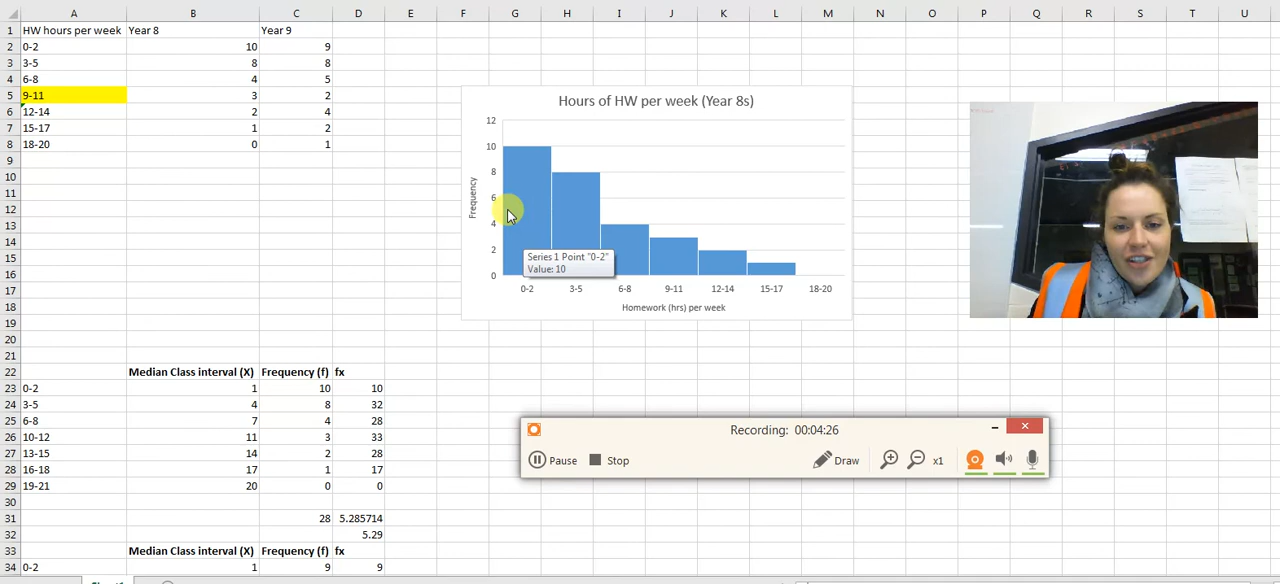 A B C D E F G H I J K L M N O P Q R S T U
1 HW hours per week Year 8 Year 9
2 0-2 10 9
3 3-5 8 8
4 6-8 4 5
5 9-11 3 2
6 12-14 2 4
7 15-17 1 2
8 18-20 0 1
9
10
11
12
13
14
15
16
17
18
19
20
21
Hours of HW per week (Year 8s)
12
10
8
6
4
2
0
Frequency
Series 1 Point "0-2"
Value: 10
0-2 3-5 6-8 9-11 12-14 15-17 18-20
Homework (hrs) per week
22 Median Class interval (X) Frequency (f) fx
23 0-2 1 10 10
24 3-5 4 8 32
25 6-8 7 4 28
26 10-12 11 3 33
27 13-15 14 2 28
28 16-18 17 1 17
29 19-21 20 0 0
30
31 28 5.285714
32 5.29
33 Median Class interval (X) Frequency (f) fx
34 0-2 1 9 9
Recording: 00:04:26
Pause Stop Draw x1